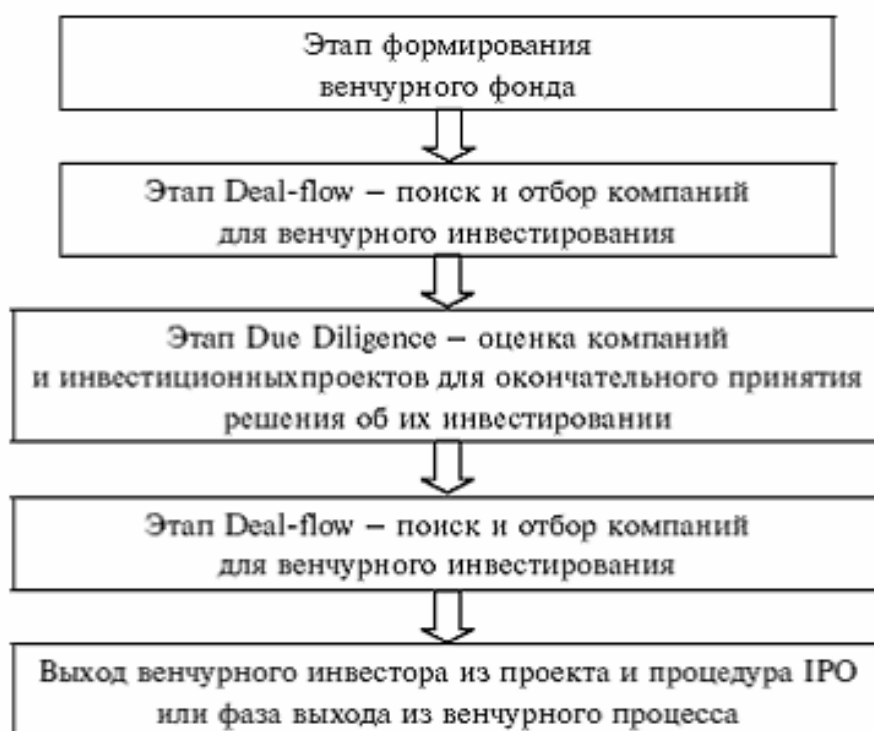 Этап формирования
венчурного фонда
Этап Deal-flow – поиск и отбор компаний
для венчурного инвестирования
Этап Due Diligence – оценка компаний
и инвестиционныхпроектов для окончательного принятия
решения об их инвестировании
Этап Deal-flow – поиск и отбор компаний
для венчурного инвестирования
Выход венчурного инвестора из проекта и процедура IPO
или фаза выхода из венчурного процесса